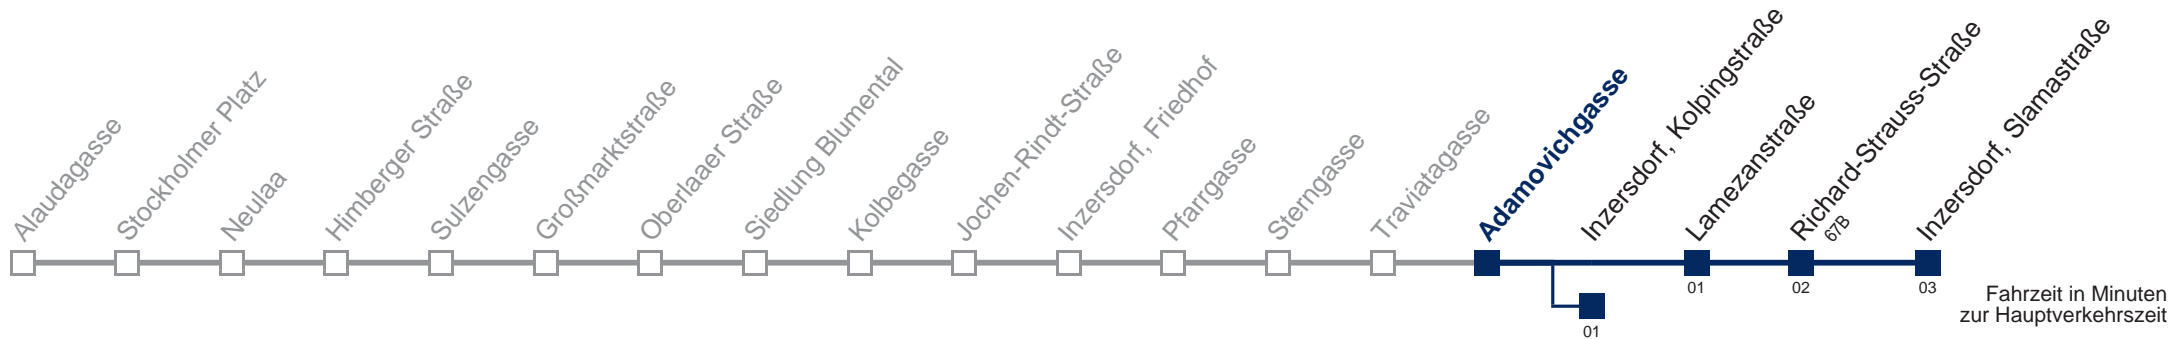 Alaudagasse
Stockholmer Platz
Neulaa
Himberger Straße
Sulzengasse
Großmarktstraße
Oberlaaer Straße
Siedlung Blumental
Kolbegasse
Jochen-Rindt-Straße
Inzersdorf, Friedhof
Pfarrgasse
Sterngasse
Traviatagasse
Adamovichgasse
Inzersdorf, Kolpingstraße
Lamezanstraße
Richard-Strauss-Straße
67B
Inzersdorf, Slamastraße
01
02
03
01
Fahrzeit in Minuten
zur Hauptverkehrszeit